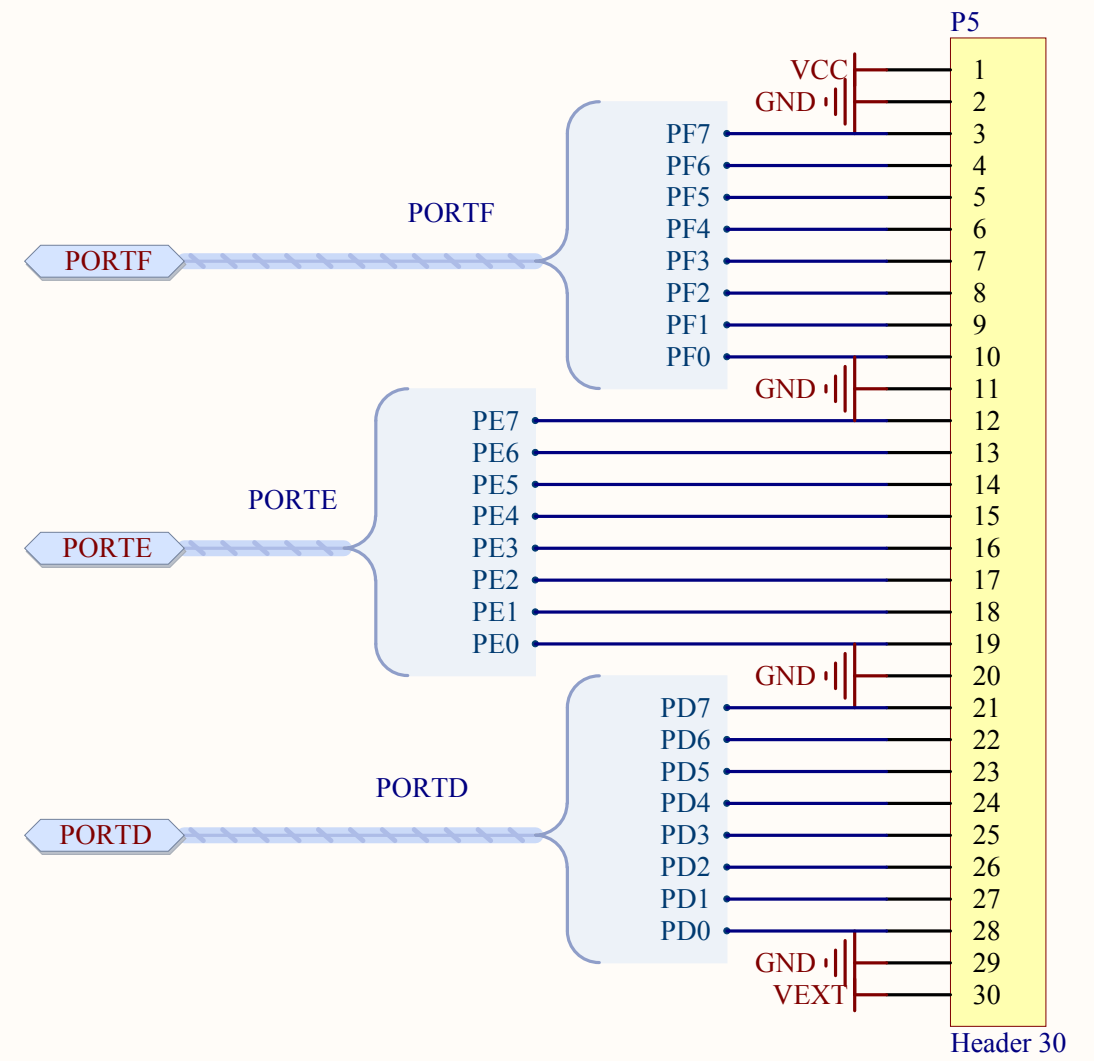 P5
VCC 1
GND 2
PF7 3
PF6 4
PF5 5
PORTF
PF4 6
PORTF
PF3 7
PF2 8
PF1 9
PF0 10
GND 11
PE7 12
PE6 13
PE5 14
PORTE
PE4 15
PORTE
PE3 16
PE2 17
PE1 18
PE0 19
GND 20
PD7 21
PD6 22
PD5 23
PORTD
PD4 24
PORTD
PD3 25
PD2 26
PD1 27
PD0 28
GND 29
VEXT 30
Header 30